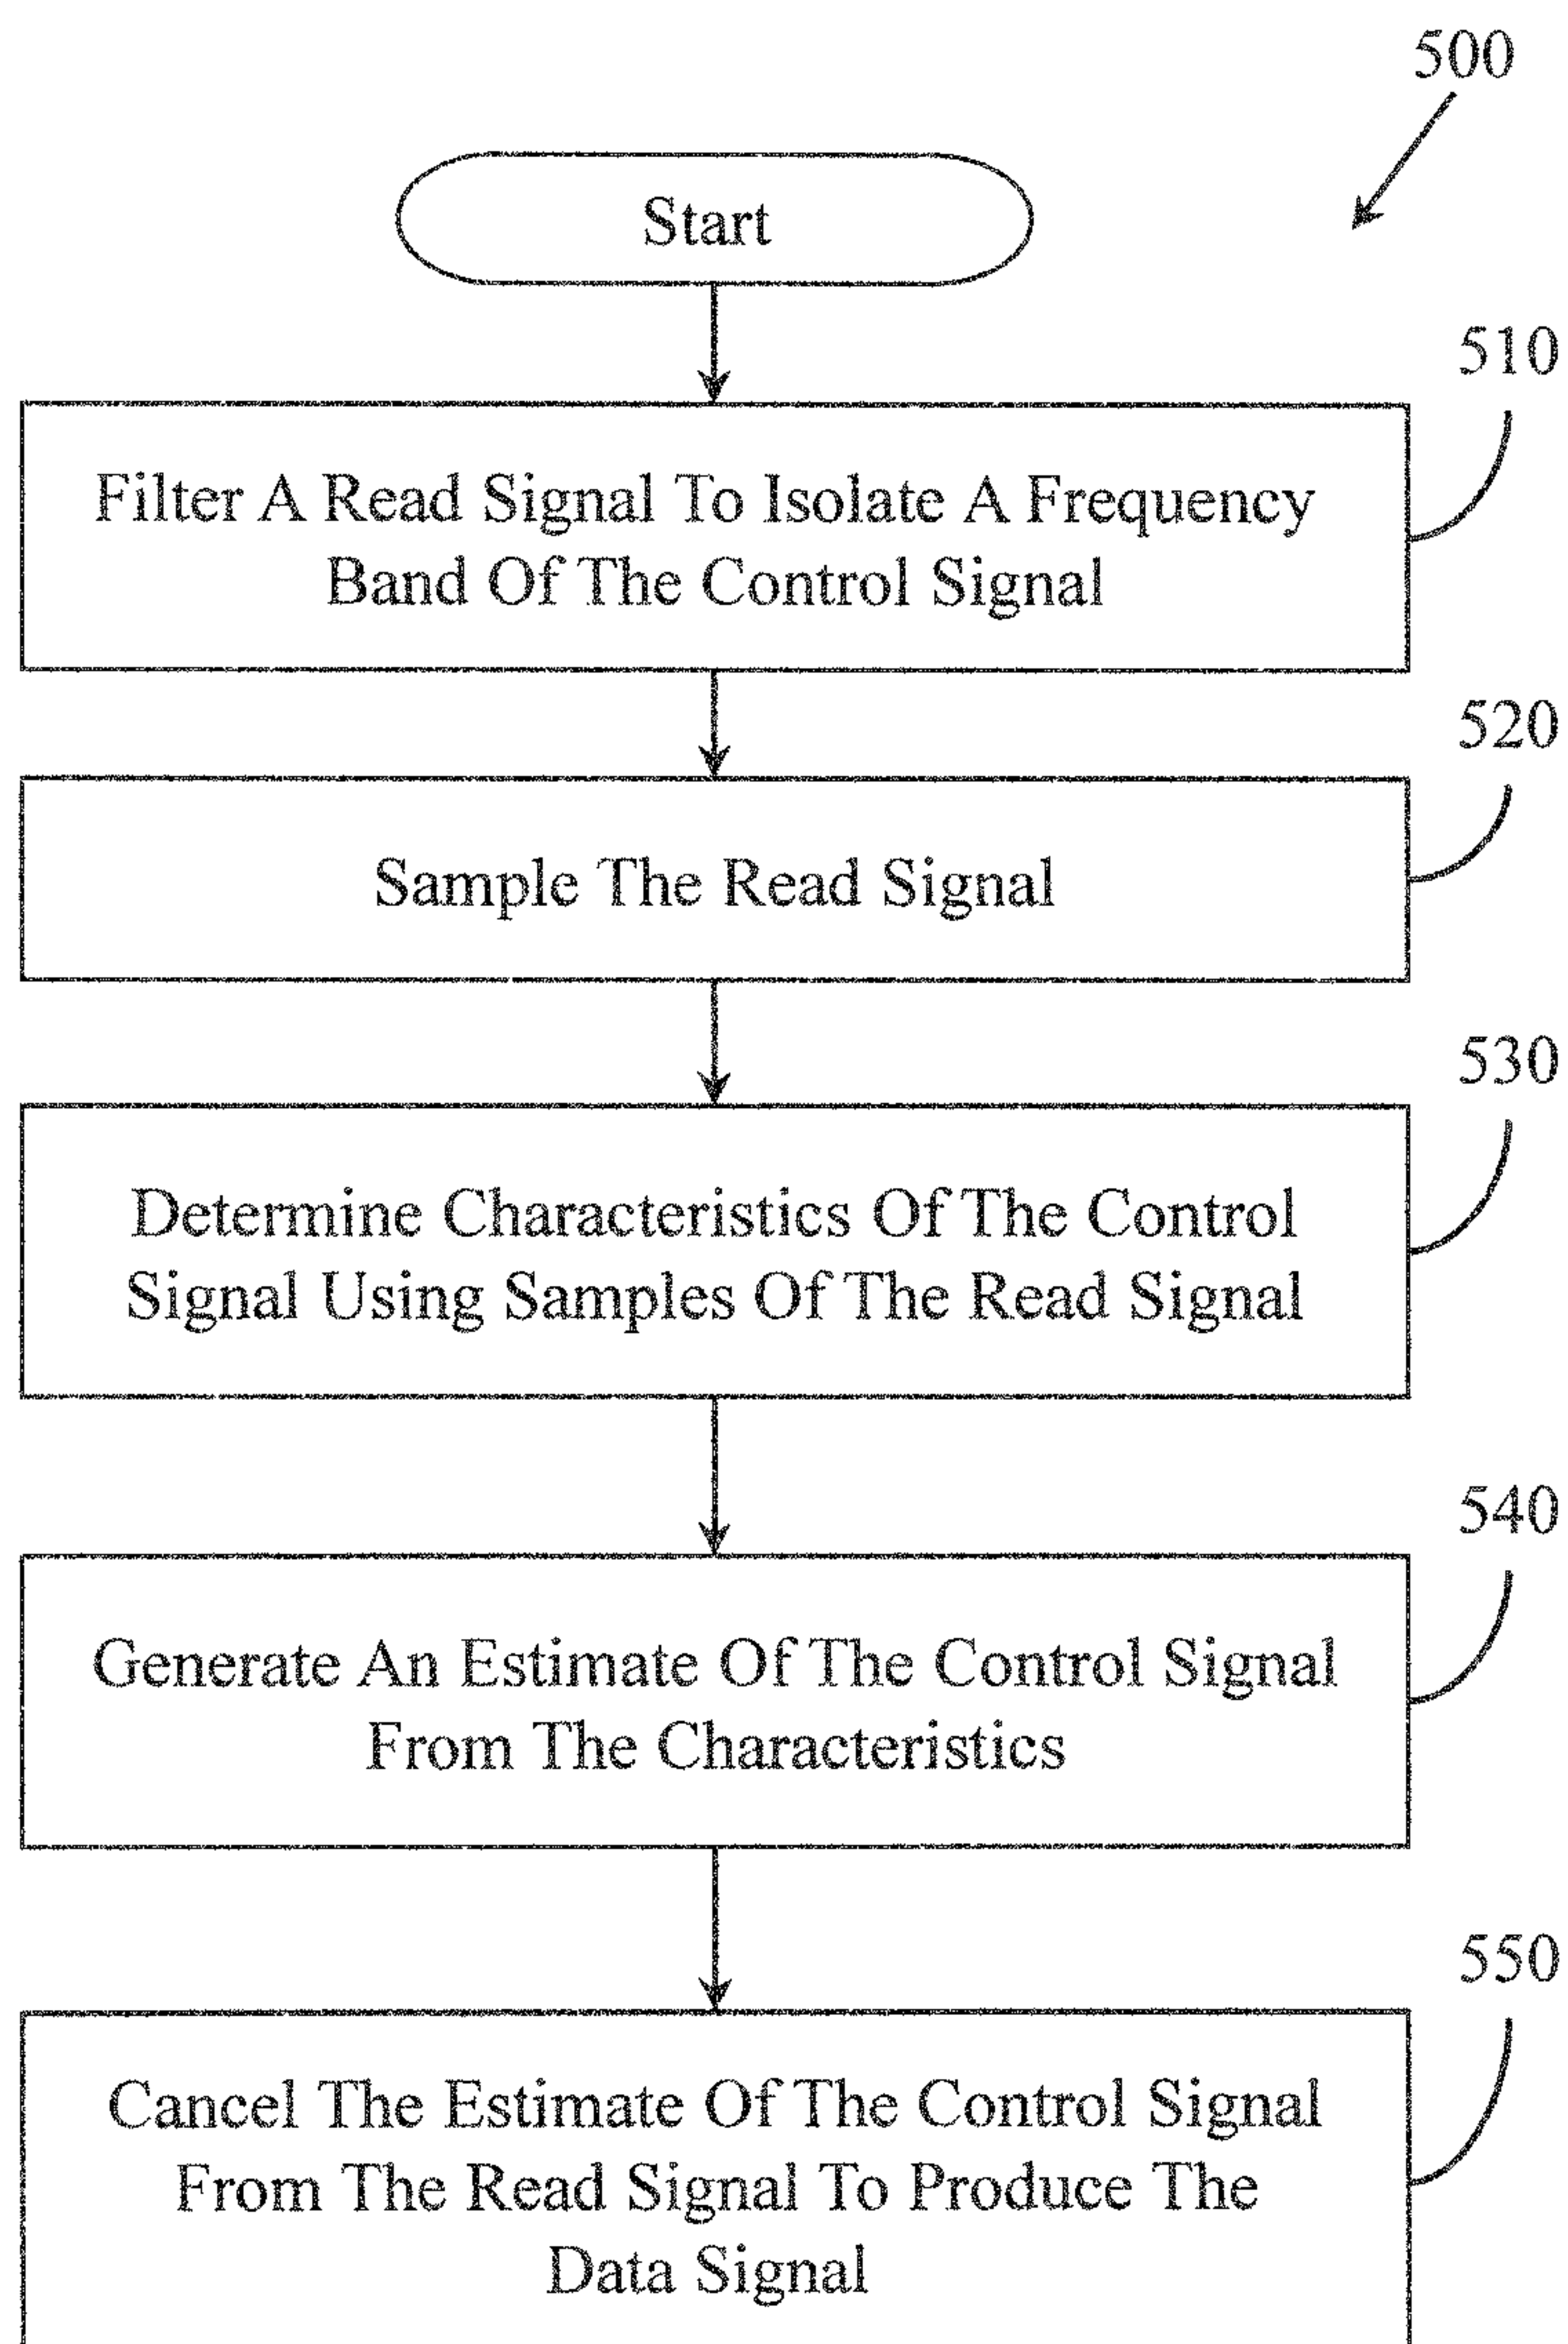 500
Start
510
Filter A Read Signal To Isolate A Frequency
Band Of The Control Signal
520
Sample The Read Signal
530
Determine Characteristics Of The Control
Signal Using Samples Of The Read Signal
540
Generate An Estimate Of The Control Signal
From The Characteristics
550
Cancel The Estimate Of The Control Signal
From The Read Signal To Produce The
Data Signal